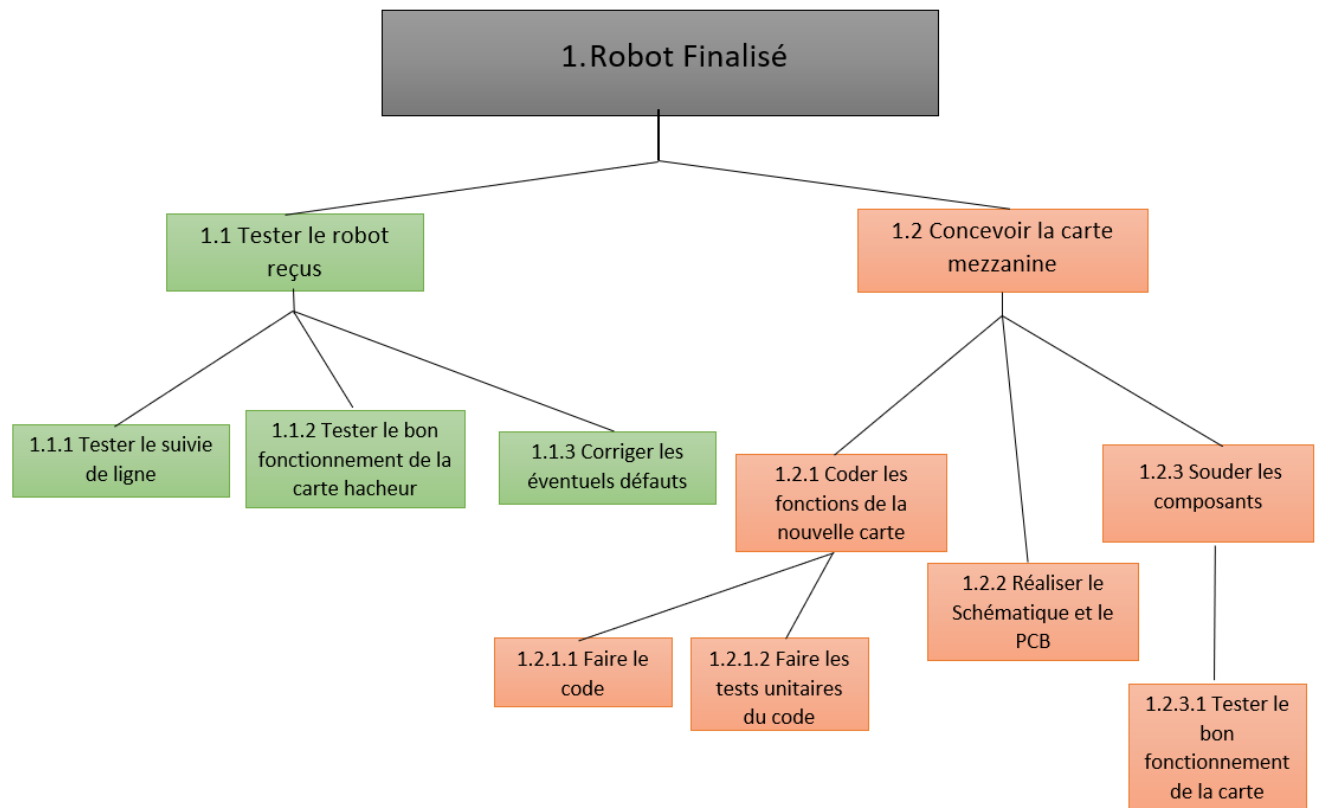 1. Robot Finalisé
1.1 Tester le robot
reçus
1.2 Concevoir la carte
mezzanine
1.1.1 Tester le suivie
de ligne
1.1.2 Tester le bon
fonctionnement de la
carte hacheur
1.1.3 Corriger les
éventuels défauts
1.2.1 Coder les
fonctions de la
nouvelle carte
1.2.2 Réaliser le
Schématique et le
PCB
1.2.3 Souder les
composants
1.2.1.1 Faire le
code
1.2.1.2 Faire les
tests unitaires
du code
1.2.3.1 Tester le
bon
fonctionnement
de la carte